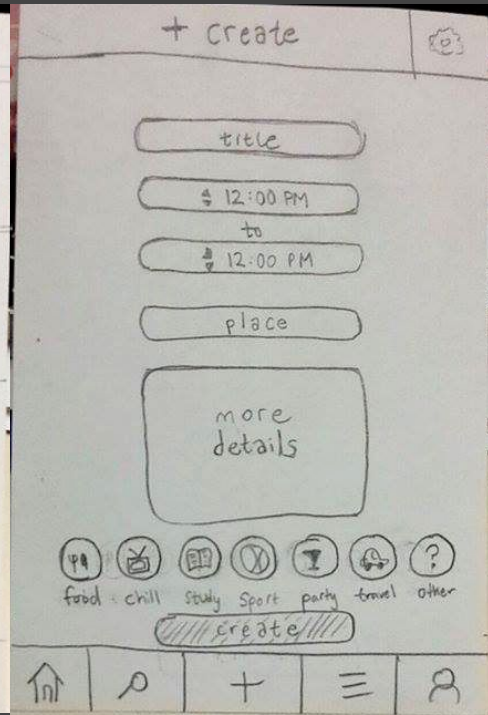 + create
title
12:00 PM
to
12:00 PM
place
more
details
?
food chill study sport party travel other
create
+